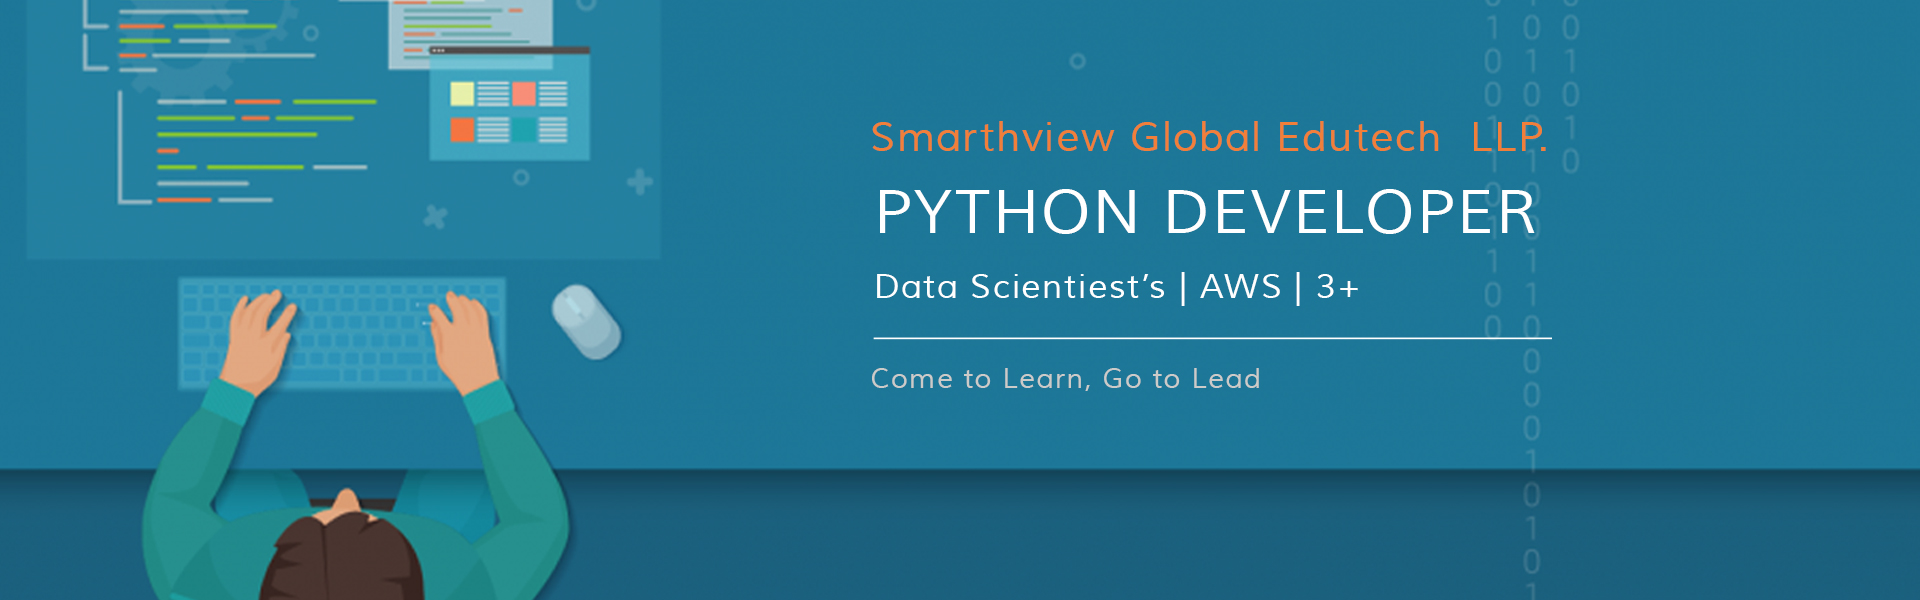 Smarthview Global Edutech LLP.
PYTHON DEVELOPER
Data Scientiest's | AWS | 3+
Come to Learn, Go to Lead